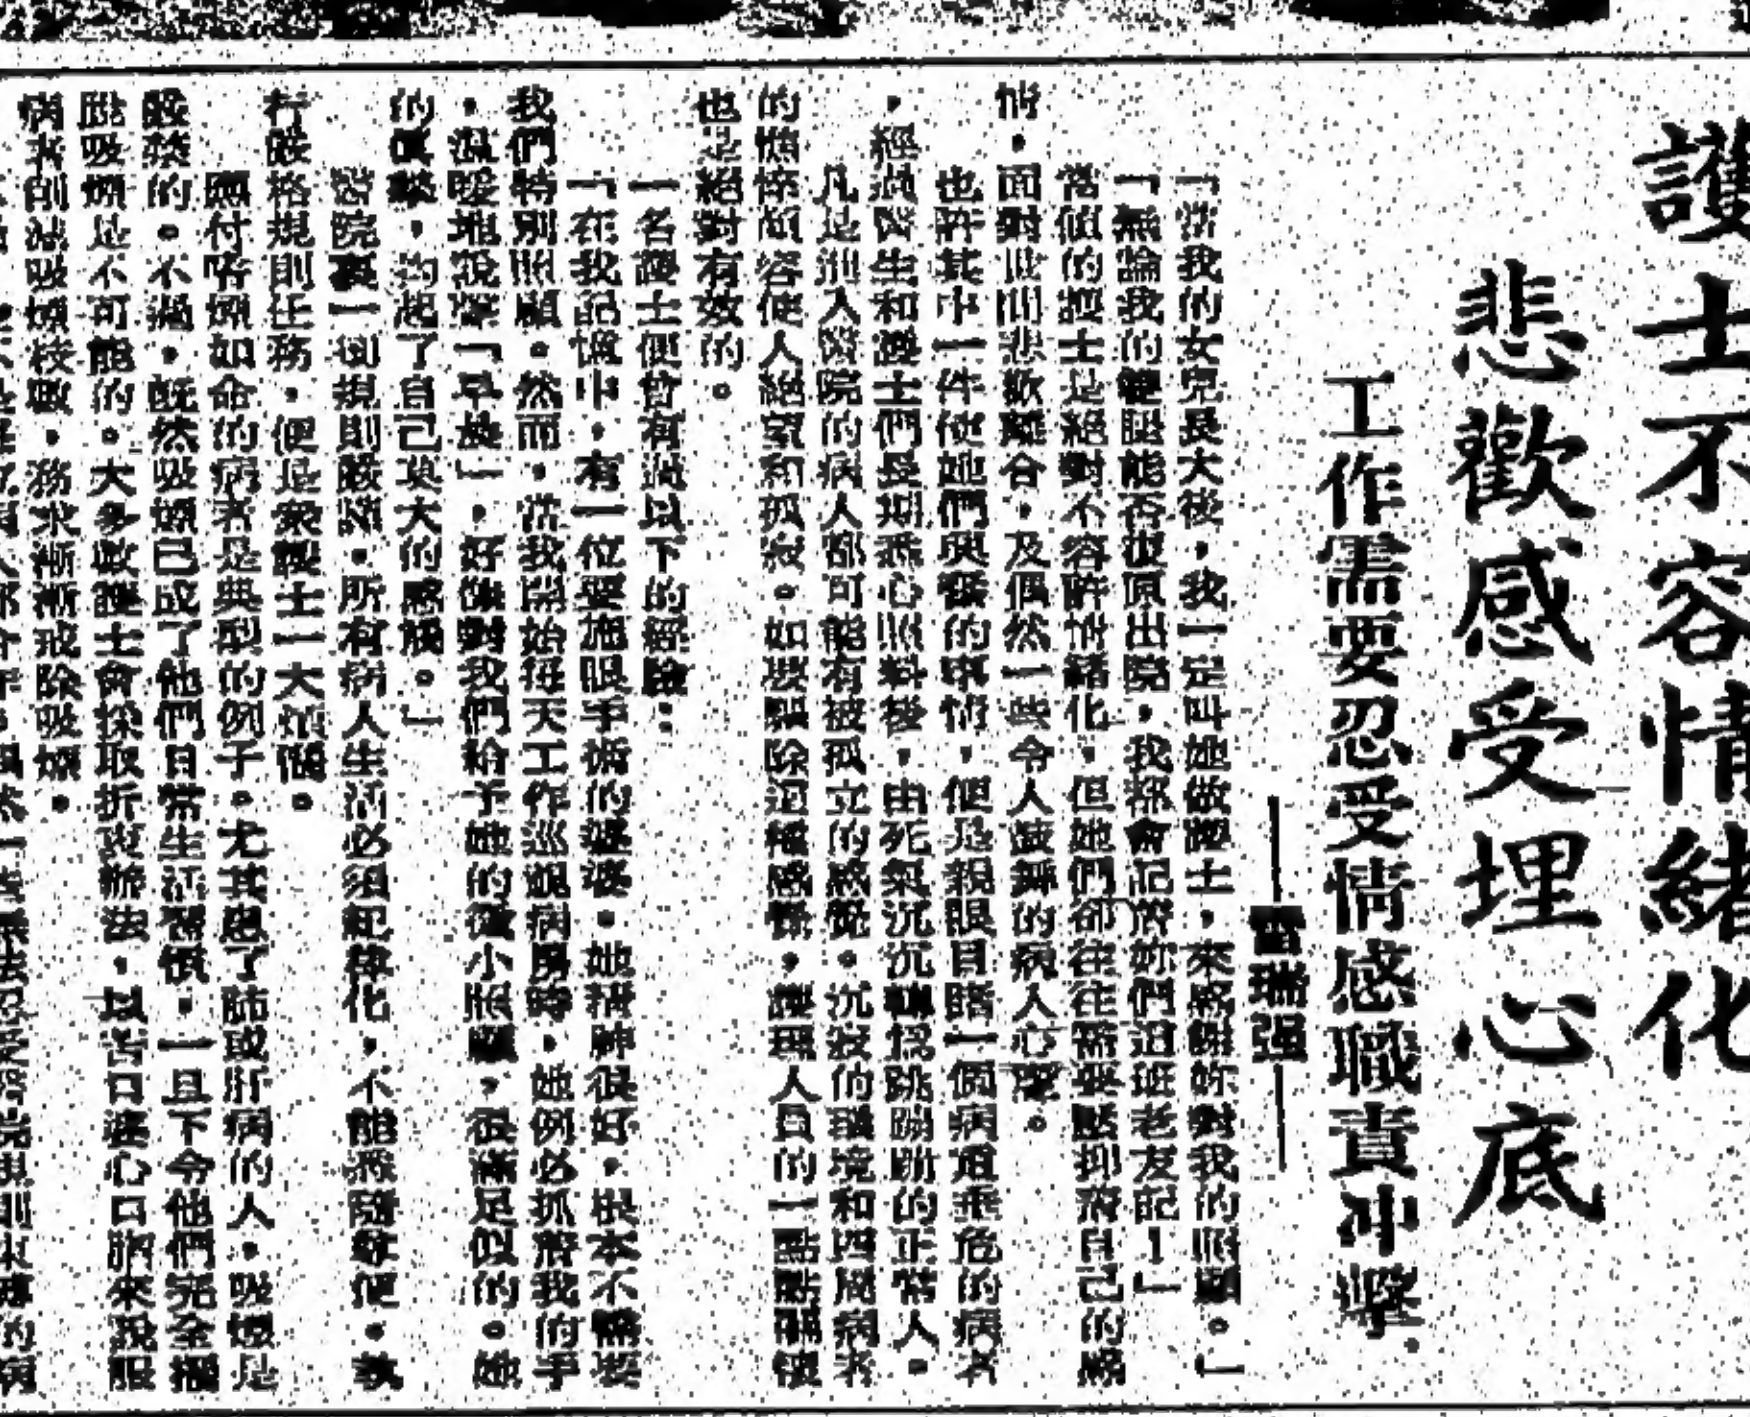 護士不容情緒化
悲歡感受埋心底
工作需要忍受情感職責冲擊
雷瑞强
「當我的女兒長大後，我一定叫她做護士，來感謝妳對我的照顧。」
「無論我的雙腿能否復原出院，我都會記着妳們這班老友記！」
當值的護士是絕對不容許情緒化，但她們卻往往需要壓抑着自己的感
情，面對世間悲歡離合，及偶然一些令人鼓舞的病人心聲。
也許其中一件使她們興奮的事情，便是親眼目睹一個病重垂危的病者
，經過醫生和護士們長期悉心照料後，由死氣沉沉轉爲跳跳蹦蹦的正常人。
凡是進入醫院的病人都可能有被孤立的感覺。沉寂的環境和四周病者
的憔悴顔容使人絕望和孤寂。如要驅除這種感覺，護理人員的一點點關懷
也是絕對有效的。
一名護士便曾有過以下的經驗：
「在我記憶中，有一位要施眼手術的婆婆。她精神很好，根本不需要
我們特別照顧。然而，當我開始每天工作巡視病房時，她例必抓着我的手
，溫暖地說聲「早晨」，好像對我們給予她的微小照顧，很滿足似的。她
的真摯，均起了自己莫大的感觸。」
醫院裏一切規則嚴謹，所有病人生活必須紀律化，不能悉隨尊便。執
行嚴格規則任務，便是衆護士一大煩惱。
應付嗜煙如命的病者是典型的例子。尤其患了肺或肝病的人，吸煙是
嚴禁的。不過，旣然吸煙已成了他們日常生活習慣，一旦下令他們完全擺
脫吸煙是不可能的。大多數護士會採取折衷辦法，以苦口婆心口吻來說服
病者削減吸煙枝數，務求漸漸戒除吸煙。